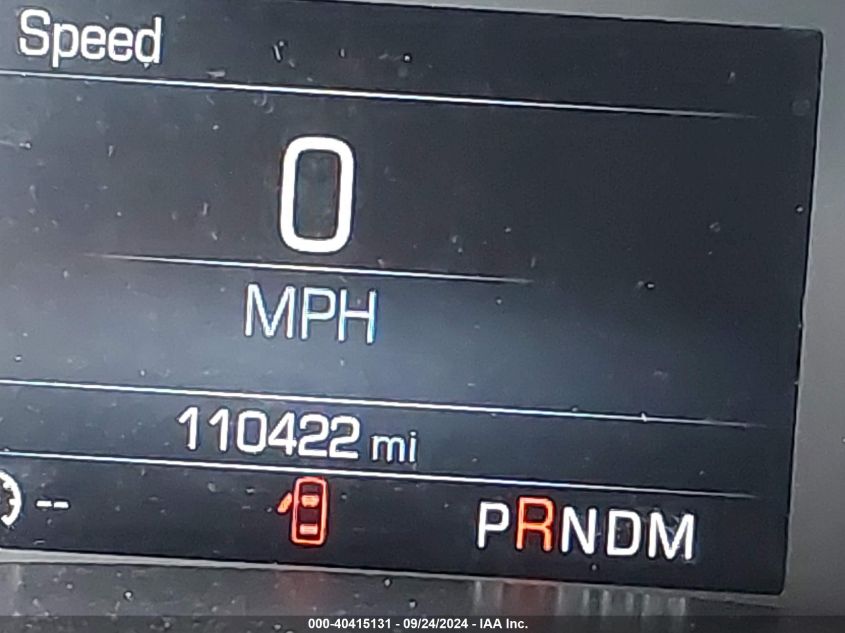 Speed
0
MPH
110422 mi
-- PRNDM
000-40415131 - 09/24/2024 - IAA Inc.